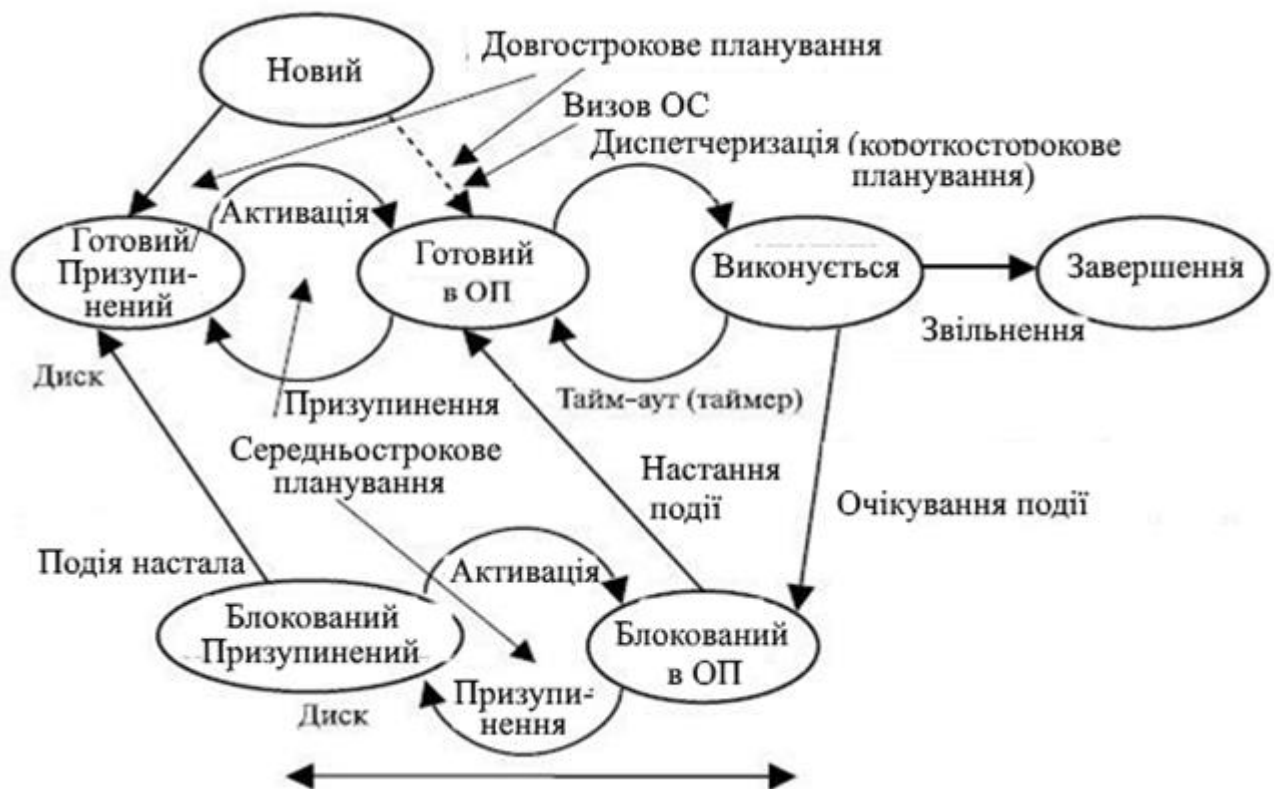 Довгострокове планування
Новий
Визов ОС
Диспетчеризація (короткосторокове
планування)
Активація
Готовий/
Призупи-
нений
Готовий
в ОП
Виконується
Завершення
Звільнення
Диск
Призупинення
Тайм-аут (таймер)
Середньострокове
планування
Настання
події
Очікування події
Подія настала
Активація
Блокований
Призупинений
Блокований
в ОП
Призупи-
нення
Диск